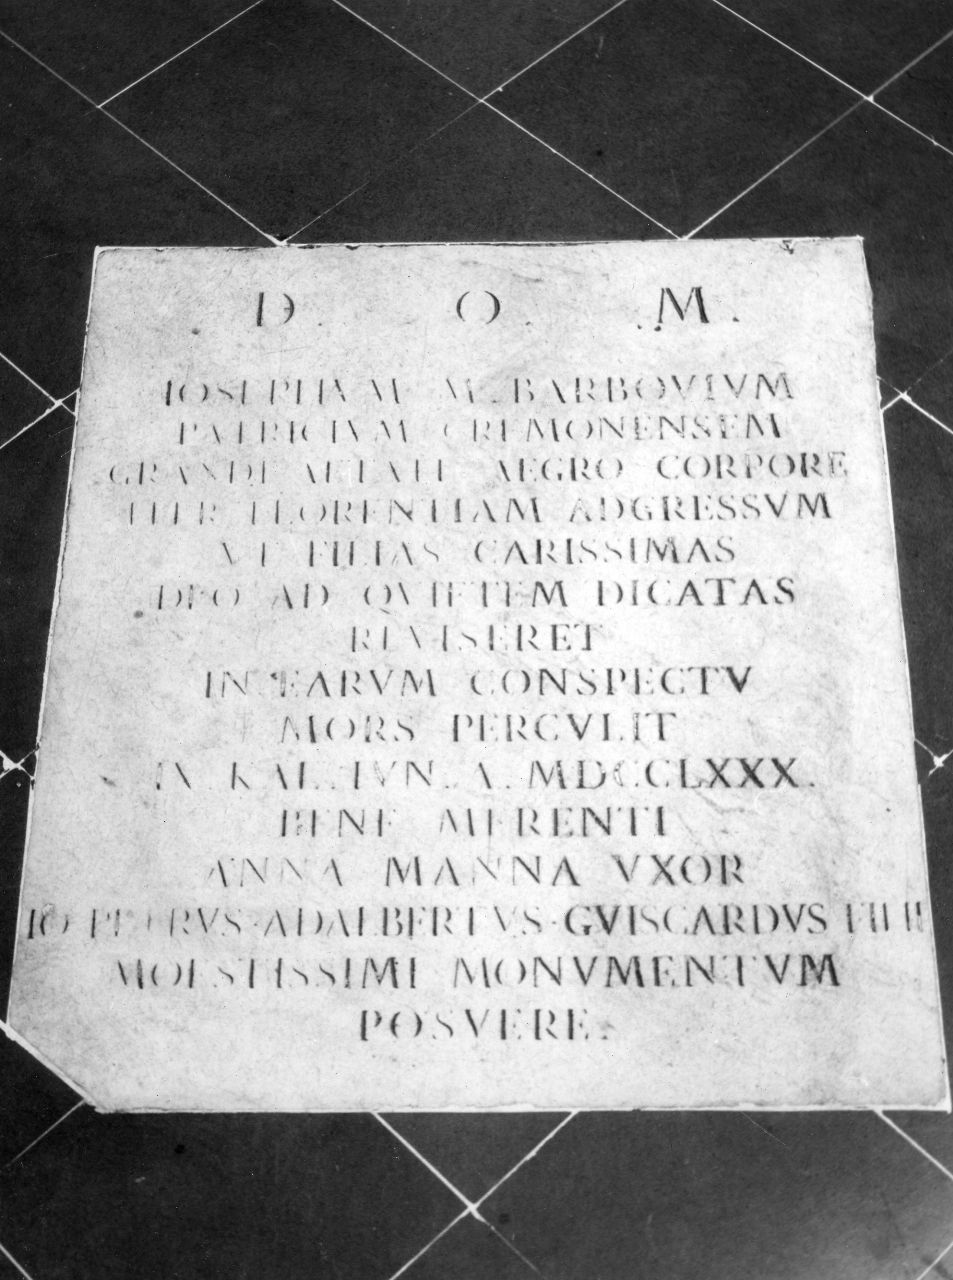 D. O. M.
IOSEPHVM M. BARBOVIVM
PATRICIVM CREMONENSEM
GRANDE AETATE AEGRO CORPORE
ITER FLORENTIAM ADGRESSVM
VT FILIAS CARISSIMAS
DEO AD QVIETEM DICATAS
REVISERET
IN EARVM CONSPECTV
MORS PERCVLIT
IV KAL. IVN. A. MDCCLXXX.
BENE MERENTI
ANNA MANNA VXOR
IO PETRVS·ADALBERTVS·GVISCARDVS FILII
MOESTISSIMI MONVMENTVM
POSVERE.